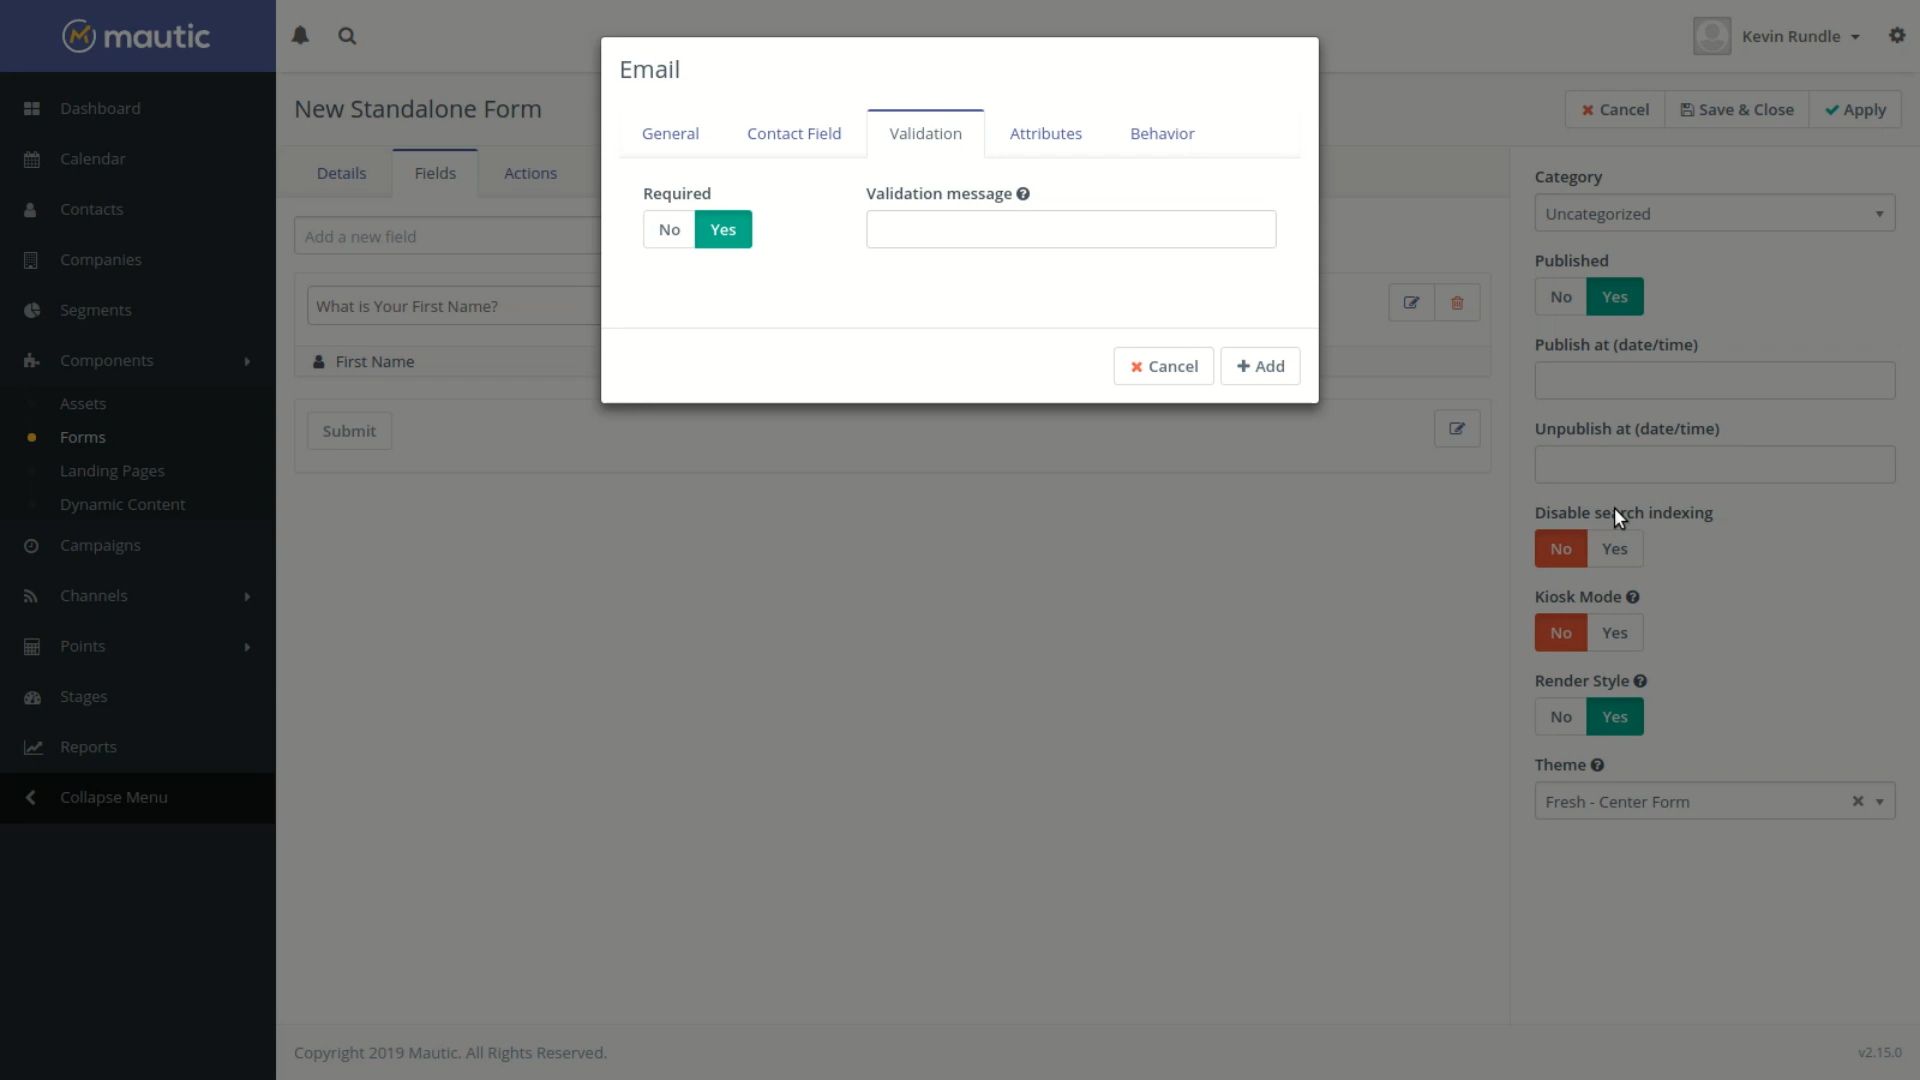 mautic
Kevin Rundle
Dashboard
Calendar
Contacts
Companies
Segments
Components
Assets
Forms
Landing Pages
Dynamic Content
Campaigns
Channels
Points
Stages
Reports
Collapse Menu
New Standalone Form
Cancel
Save & Close
Apply
Details
Fields
Actions
Add a new field
What is Your First Name?
First Name
Submit
Email
General
Contact Field
Validation
Attributes
Behavior
Required
No Yes
Validation message
Cancel
Add
Category
Uncategorized
Published
No Yes
Publish at (date/time)
Unpublish at (date/time)
Disable search indexing
No Yes
Kiosk Mode
No Yes
Render Style
No Yes
Theme
Fresh - Center Form
Copyright 2019 Mautic. All Rights Reserved.
v2.15.0